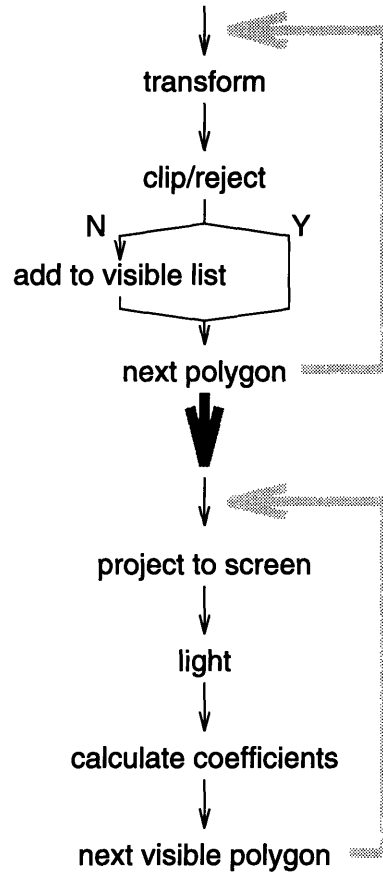 transform
clip/reject
N Y
add to visible list
next polygon
project to screen
light
calculate coefficients
next visible polygon